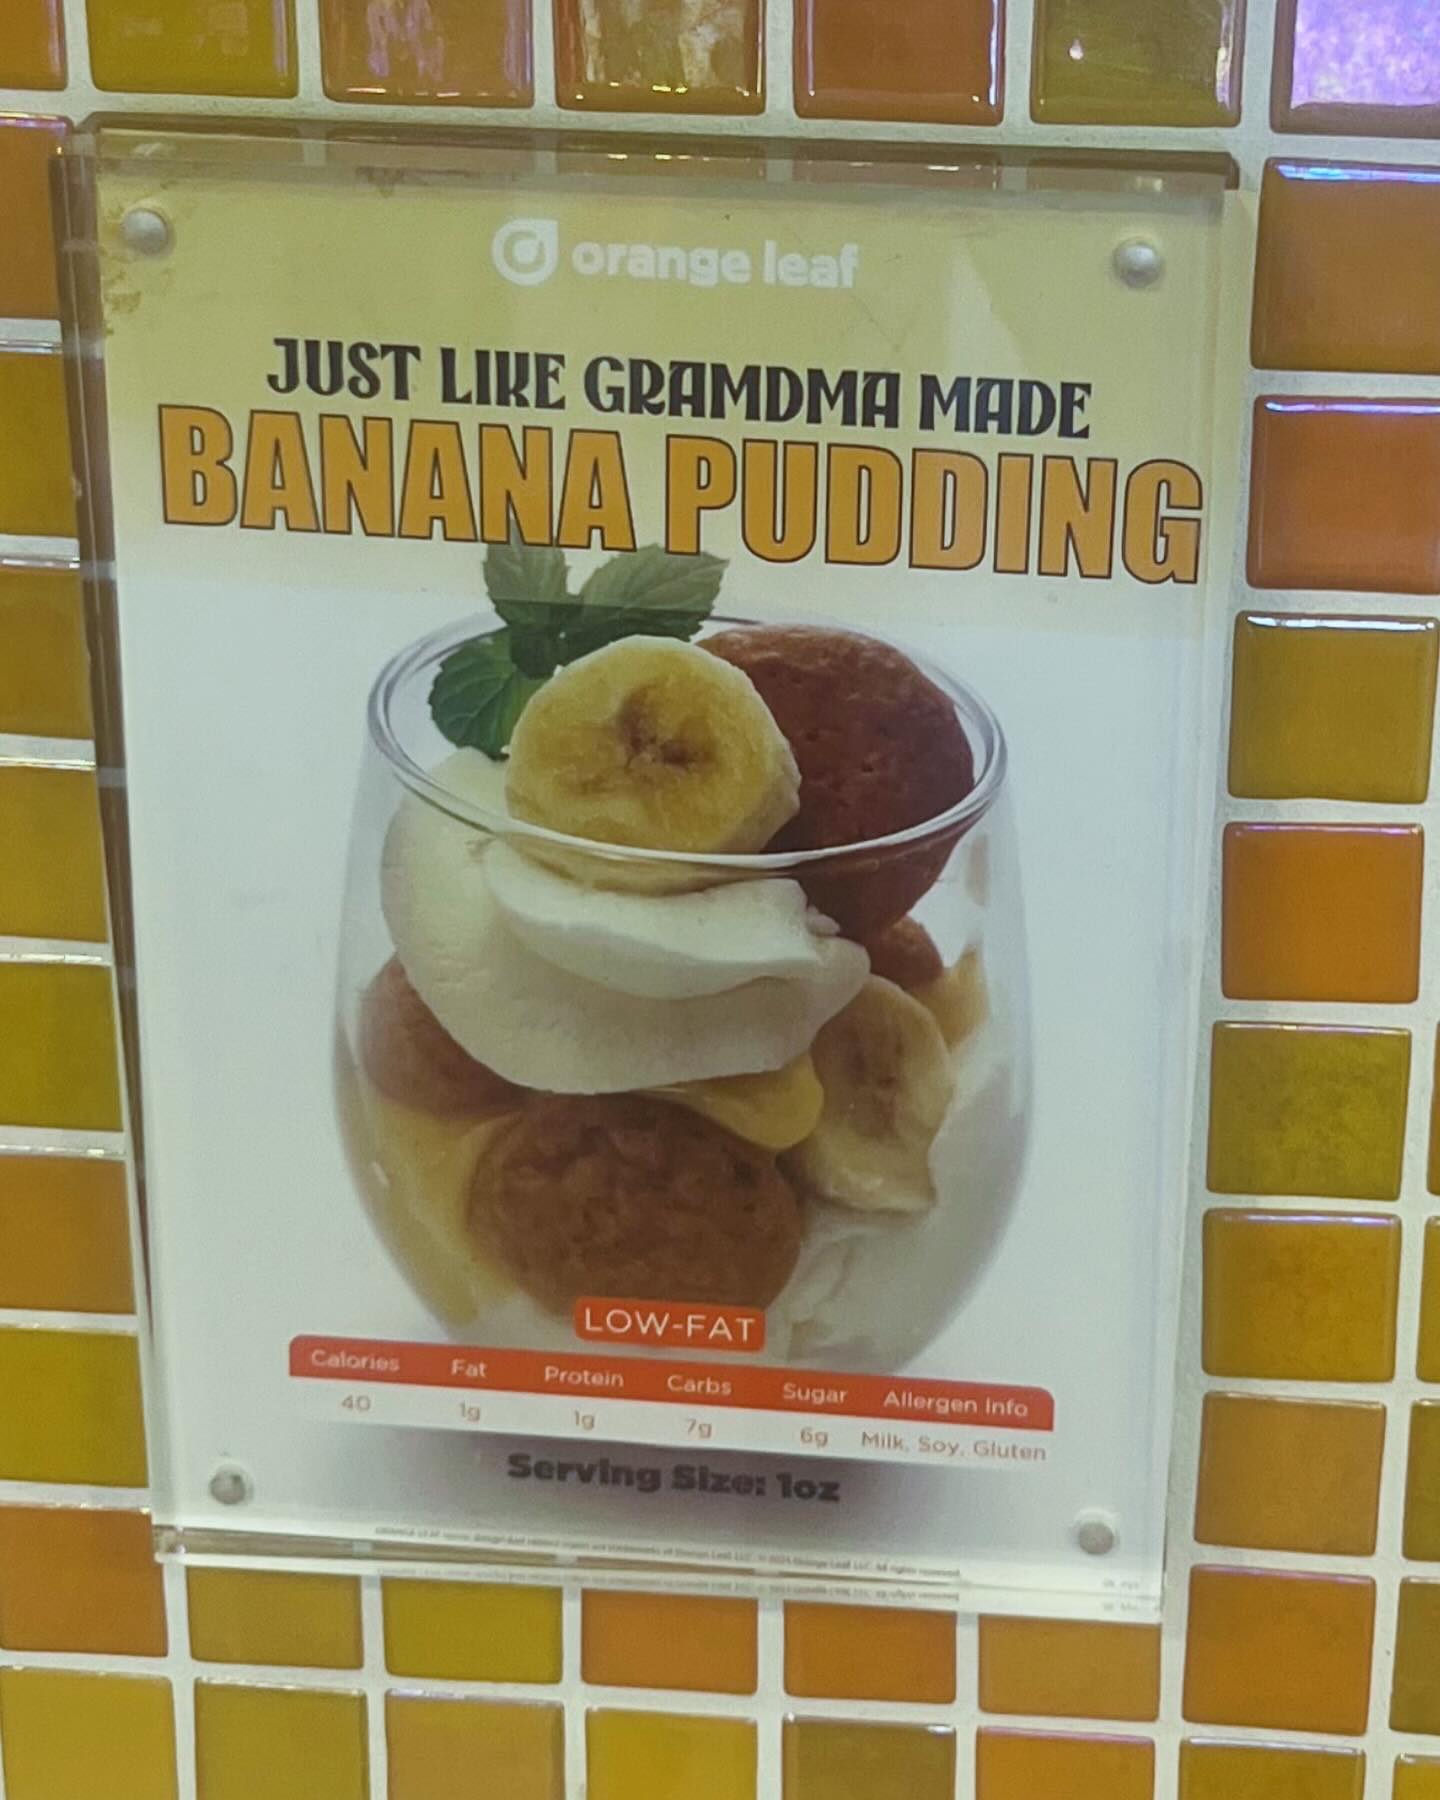 orange leaf
JUST LIKE GRAMDMA MADE
BANANA PUDDING
LOW-FAT
Calories Fat Protein Carbs Sugar Allergen Info
40 1g 1g 7g 6g Milk, Soy, Gluten
Serving Size: 1oz